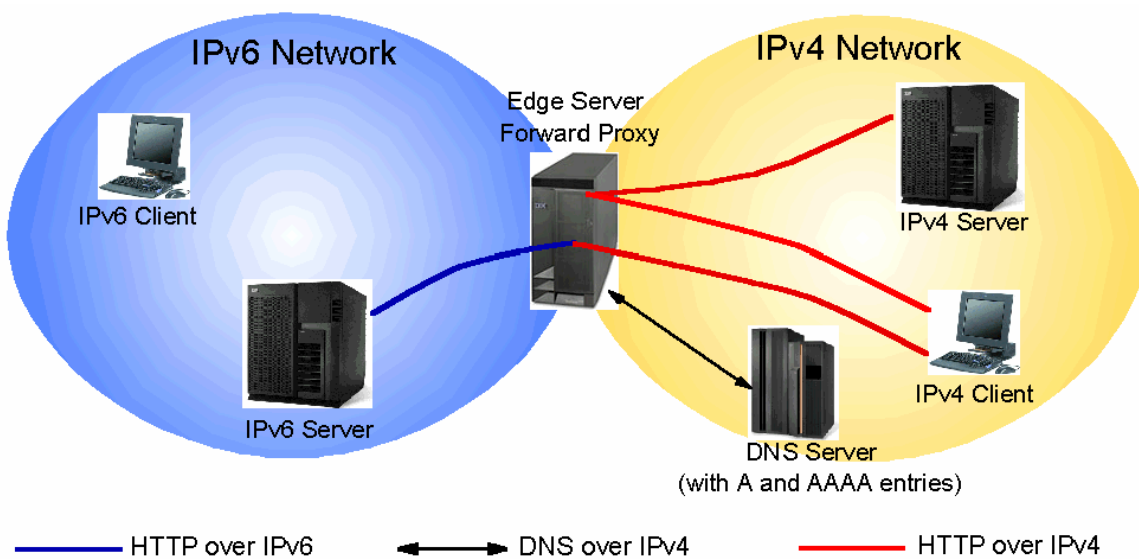 IPv6 Network
IPv4 Network
Edge Server
Forward Proxy
IPv6 Client
IPv4 Server
IPv6 Server
IPv4 Client
DNS Server
(with A and AAAA entries)
HTTP over IPv6
DNS over IPv4
HTTP over IPv4